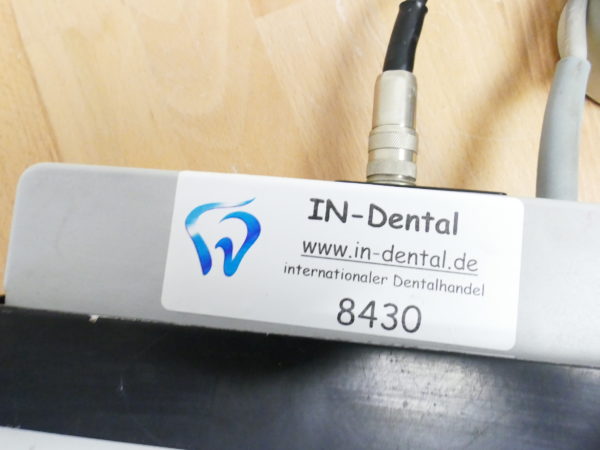 IN-Dental
www.in-dental.de
internationaler Dentalhandel
8430